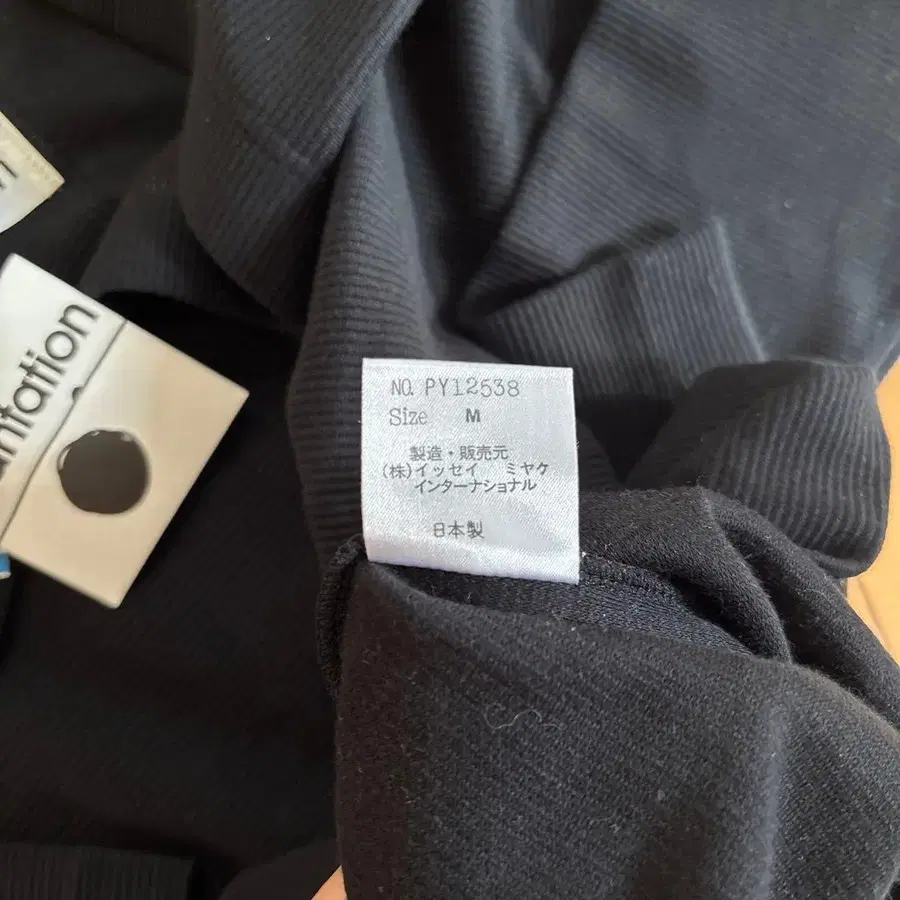 ntation
NO. PY12538
Size M
製造・販売元
(株)イッセイ ミヤケ
インターナショナル
日本製